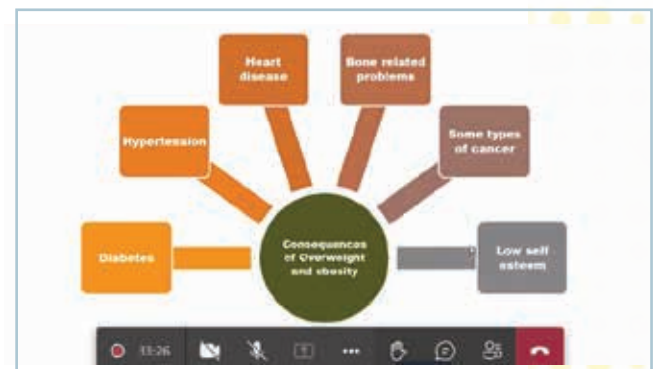 Heart
disease
Bone related
problems
Hypertension
Some types
of cancer
Diabetes
Consequences
of Overweight
and obesity
Low self
esteem
33:26